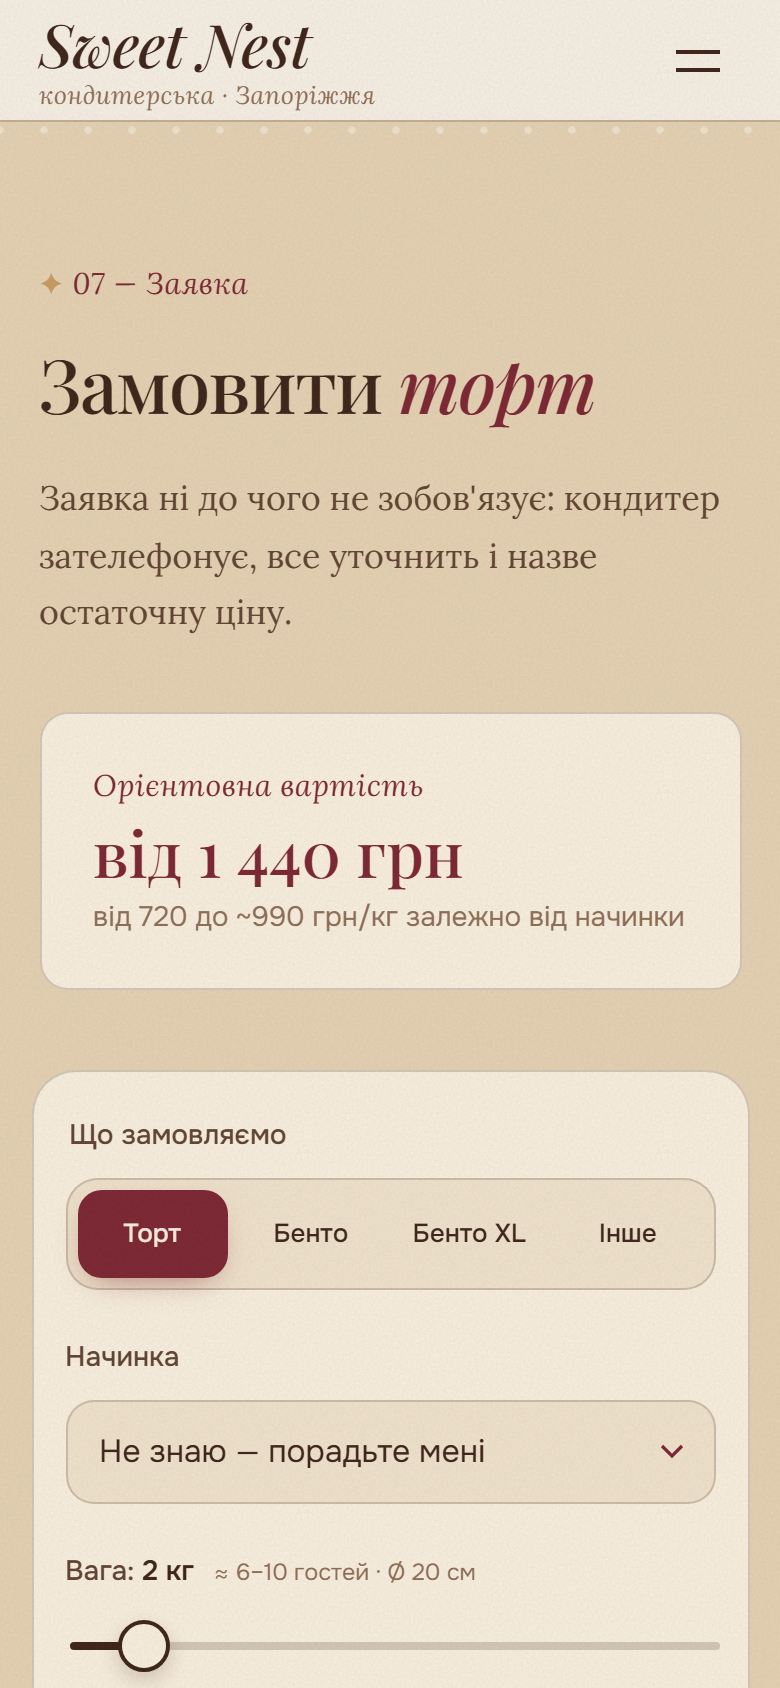 Sweet Nest
кондитерська · Запоріжжя
✦ 07 — Заявка
Замовити торт
Заявка ні до чого не зобов'язує: кондитер
зателефонує, все уточнить і назве
остаточну ціну.
Орієнтовна вартість
від 1 440 грн
від 720 до ~990 грн/кг залежно від начинки
Що замовляємо
Торт Бенто Бенто XL Інше
Начинка
Не знаю — порадьте мені
Вага: 2 кг ≈ 6–10 гостей · Ø 20 см